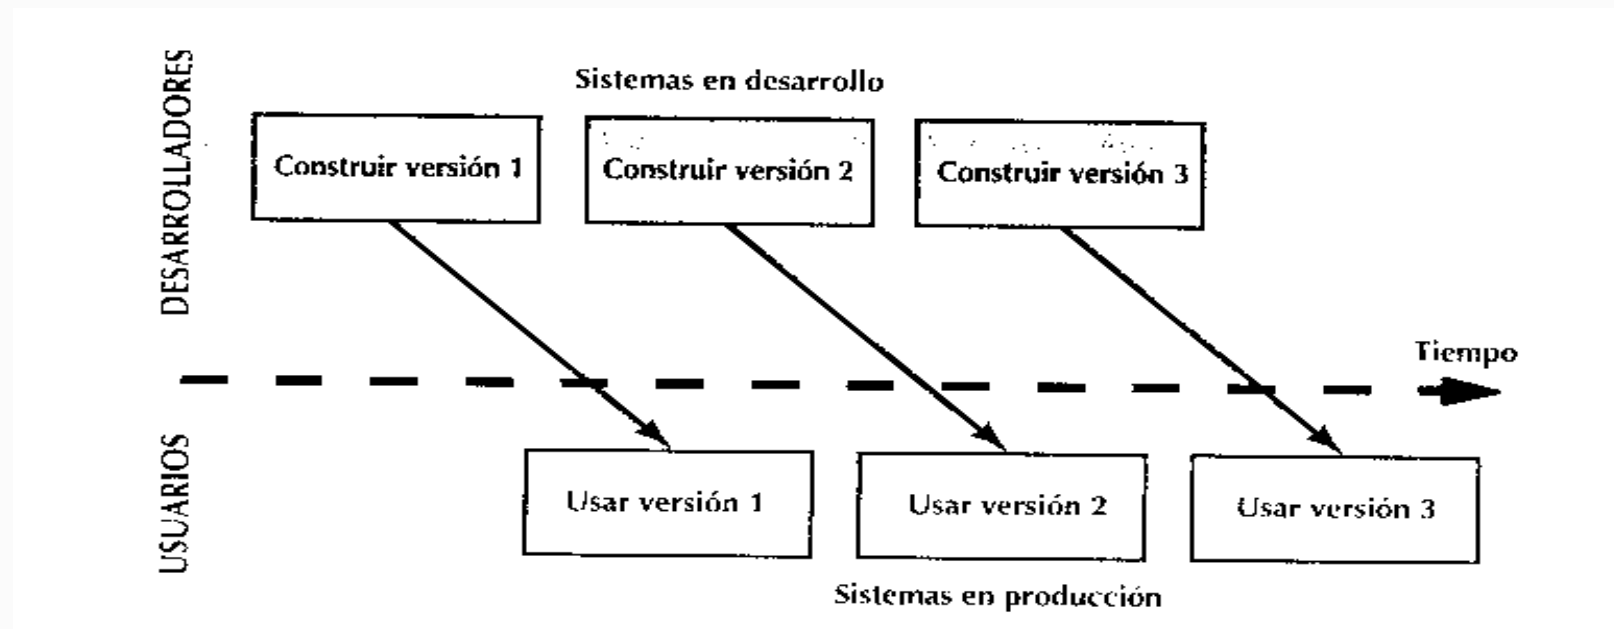 DESARROLLADORES
Sistemas en desarrollo
Construir versión 1
Construir versión 2
Construir versión 3
Tiempo
USUARIOS
Usar versión 1
Usar versión 2
Usar versión 3
Sistemas en producción